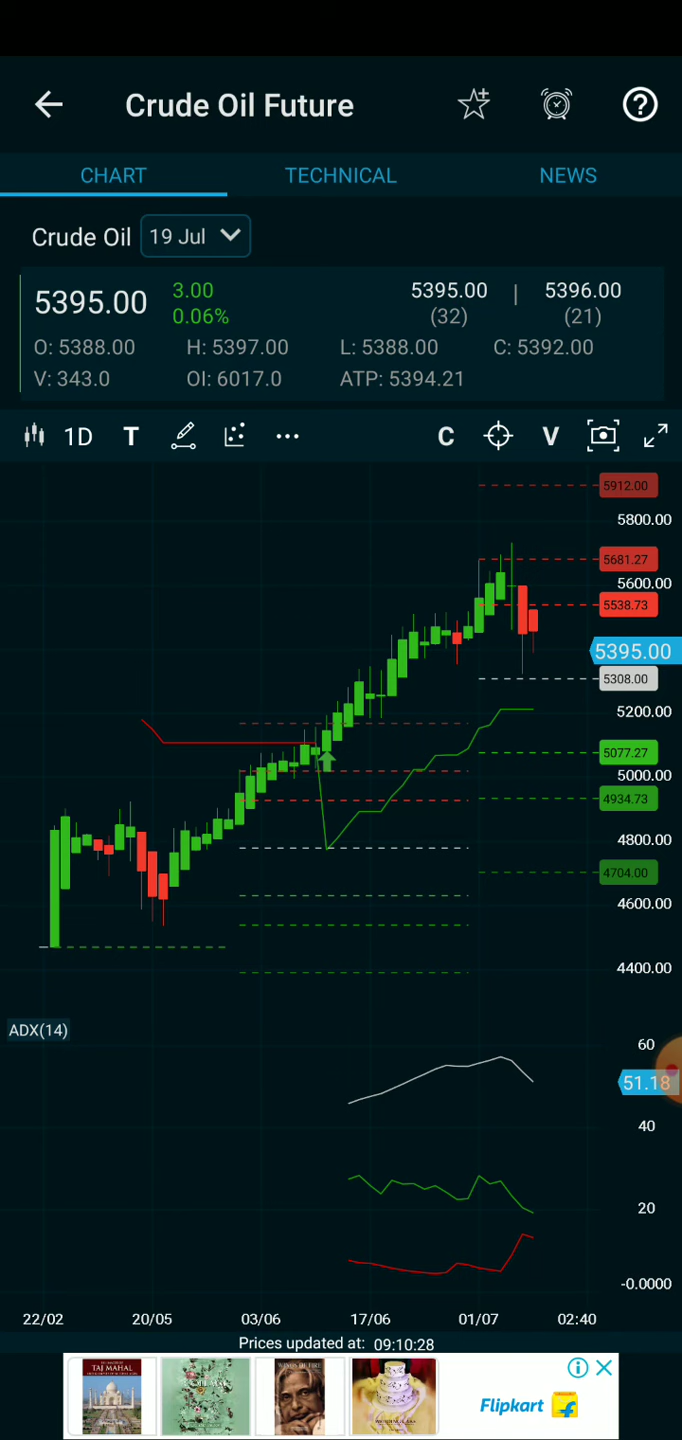 Crude Oil Future
CHART TECHNICAL NEWS
Crude Oil 19 Jul
5395.00 3.00 0.06% 5395.00 (32) | 5396.00 (21)
O: 5388.00 H: 5397.00 L: 5388.00 C: 5392.00
V: 343.0 OI: 6017.0 ATP: 5394.21
1D T C V
5912.00
5800.00
5681.27
5600.00
5538.73
5395.00
5308.00
5200.00
5077.27
5000.00
4934.73
4800.00
4704.00
4600.00
4400.00
ADX(14)
60
51.18
40
20
-0.0000
22/02 20/05 03/06 17/06 01/07 02:40
Prices updated at: 09:10:28
TAJ MAHAL
WINGS OF FIRE
Flipkart